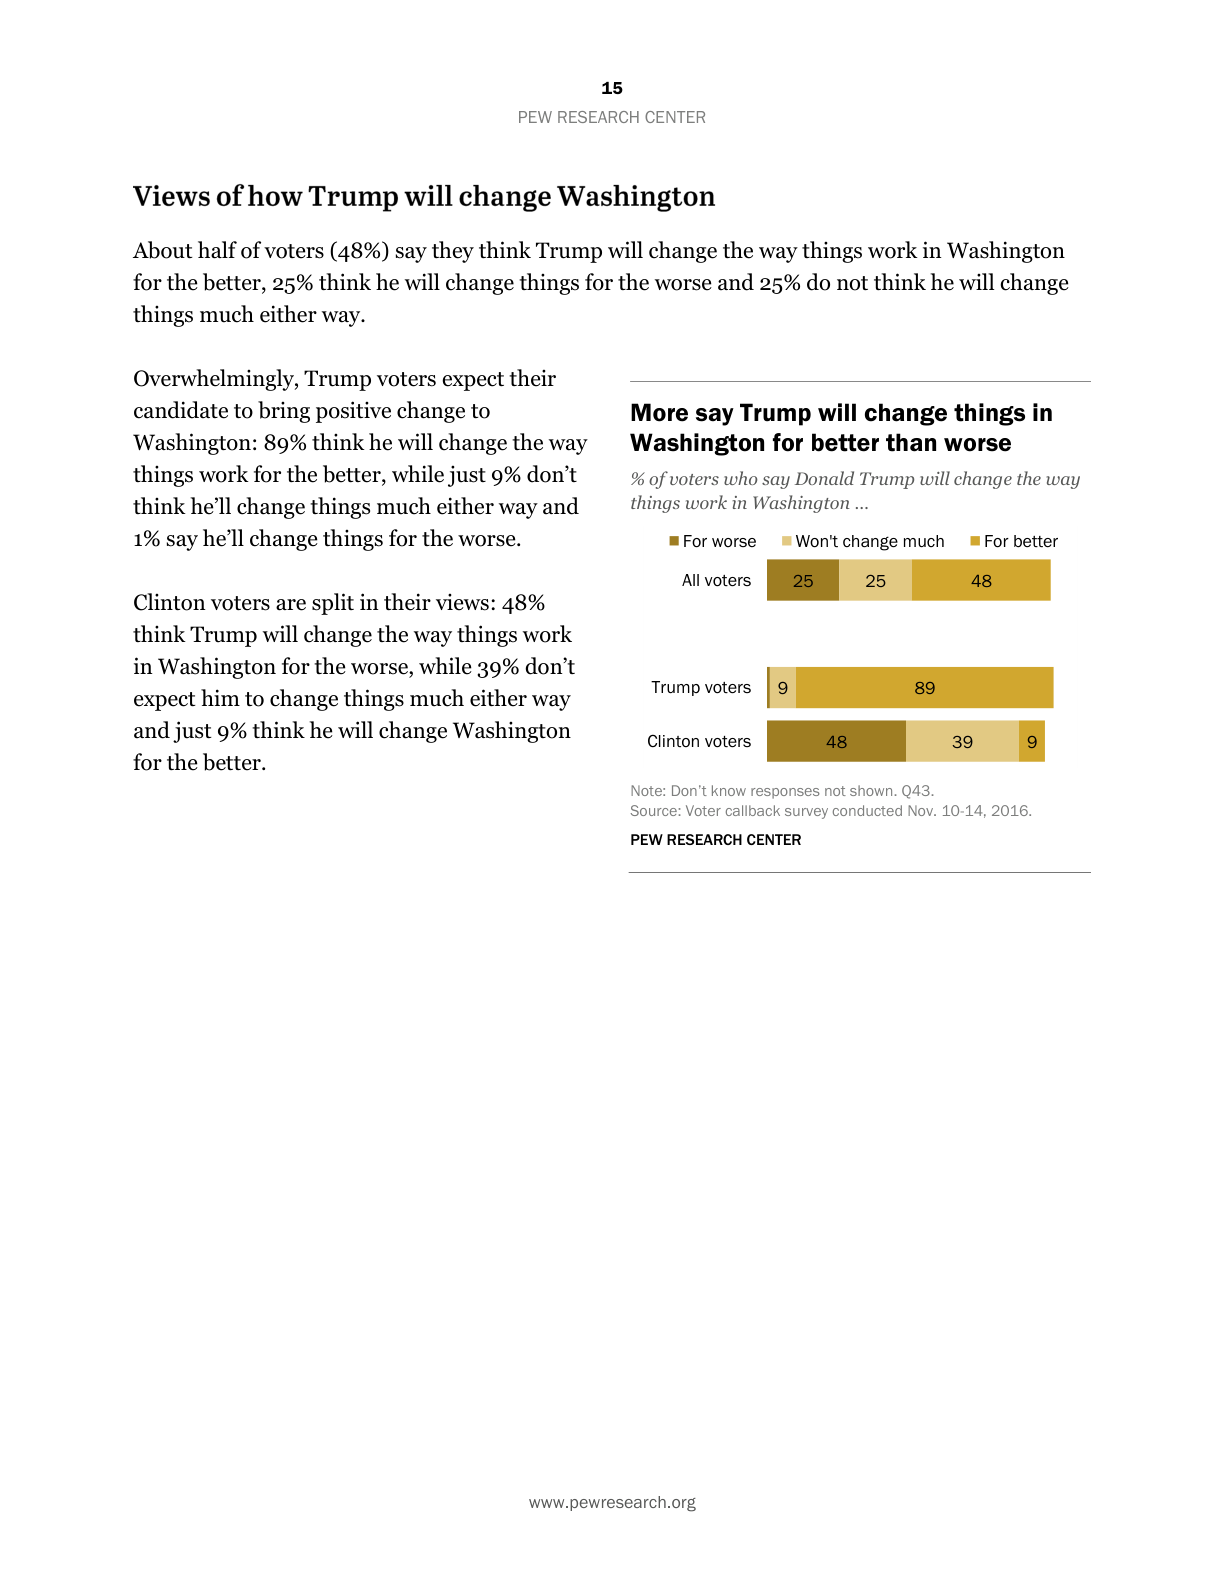 15
PEW RESEARCH CENTER
Views of how Trump will change Washington
About half of voters (48%) say they think Trump will change the way things work in Washington
for the better, 25% think he will change things for the worse and 25% do not think he will change
things much either way.
Overwhelmingly, Trump voters expect their
candidate to bring positive change to
Washington: 89% think he will change the way
things work for the better, while just 9% don’t
think he’ll change things much either way and
1% say he’ll change things for the worse.
Clinton voters are split in their views: 48%
think Trump will change the way things work
in Washington for the worse, while 39% don’t
expect him to change things much either way
and just 9% think he will change Washington
for the better.
More say Trump will change things in
Washington for better than worse
% of voters who say Donald Trump will change the way
things work in Washington ...
For worse Won't change much For better
All voters 25 25 48
Trump voters 9 89
Clinton voters 48 39 9
Note: Don’t know responses not shown. Q43.
Source: Voter callback survey conducted Nov. 10-14, 2016.
PEW RESEARCH CENTER
www.pewresearch.org